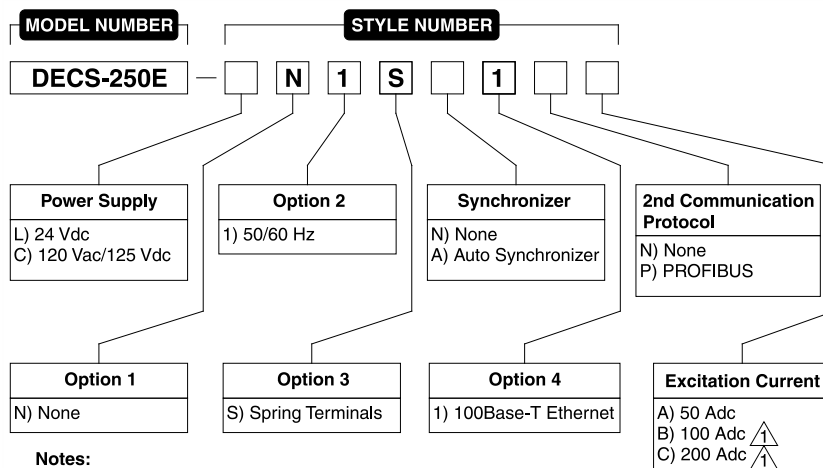 MODEL NUMBER STYLE NUMBER
DECS-250E — N 1 S 1
Power Supply
L) 24 Vdc
C) 120 Vac/125 Vdc
Option 2
1) 50/60 Hz
Synchronizer
N) None
A) Auto Synchronizer
2nd Communication
Protocol
N) None
P) PROFIBUS
Option 1
N) None
Option 3
S) Spring Terminals
Option 4
1) 100Base-T Ethernet
Excitation Current
A) 50 Adc
B) 100 Adc 1
C) 200 Adc 1
Notes: